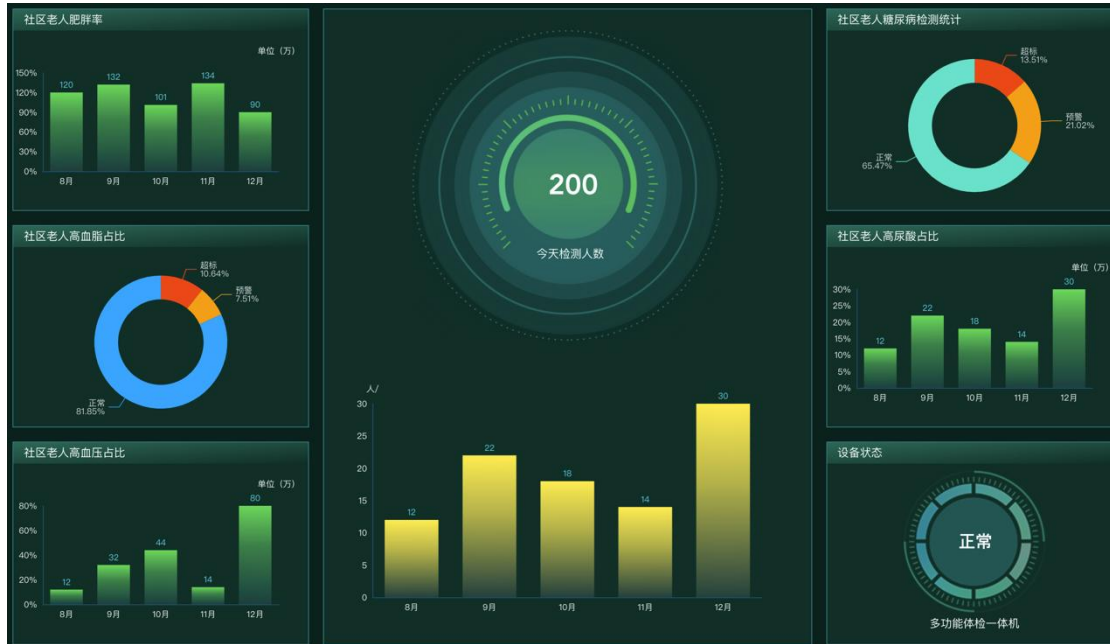 社区老人肥胖率
单位（万）
150%
120%
90%
60%
30%
0%
120
132
101
134
90
8月
9月
10月
11月
12月
社区老人高血脂占比
超标
10.64%
预警
7.51%
正常
81.85%
社区老人高血压占比
单位（万）
80%
60%
40%
20%
0%
12
32
44
14
80
8月
9月
10月
11月
12月
200
今天检测人数
人/
30
25
20
15
10
5
0
12
22
18
14
30
8月
9月
10月
11月
12月
社区老人糖尿病检测统计
超标
13.51%
预警
21.02%
正常
65.47%
社区老人高尿酸占比
单位（万）
30%
25%
20%
15%
10%
5%
0%
12
22
18
14
30
8月
9月
10月
11月
12月
设备状态
正常
多功能体检一体机